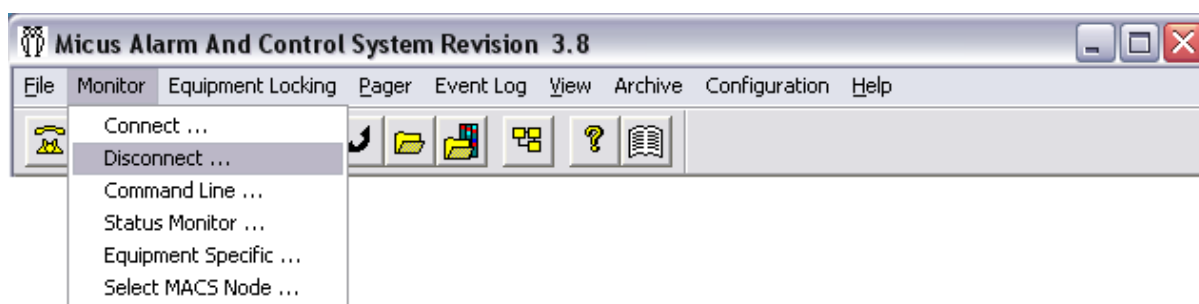 Micus Alarm And Control System Revision 3.8
File Monitor Equipment Locking Pager Event Log View Archive Configuration Help
Connect ...
Disconnect ...
Command Line ...
Status Monitor ...
Equipment Specific ...
Select MACS Node ...